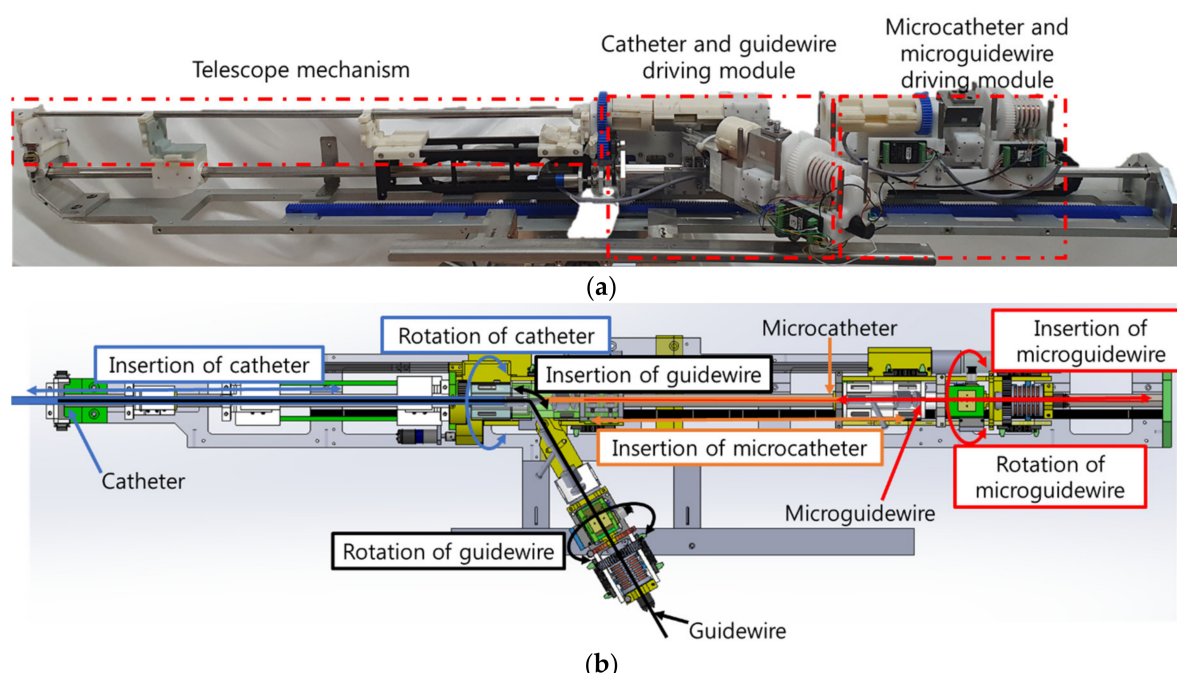 Telescope mechanism
Catheter and guidewire
driving module
Microcatheter and
microguidewire
driving module
(a)
Rotation of catheter
Microcatheter
Insertion of
microguidewire
Insertion of catheter
Insertion of guidewire
Insertion of microcatheter
Catheter
Rotation of
microguidewire
Microguidewire
Rotation of guidewire
Guidewire
(b)